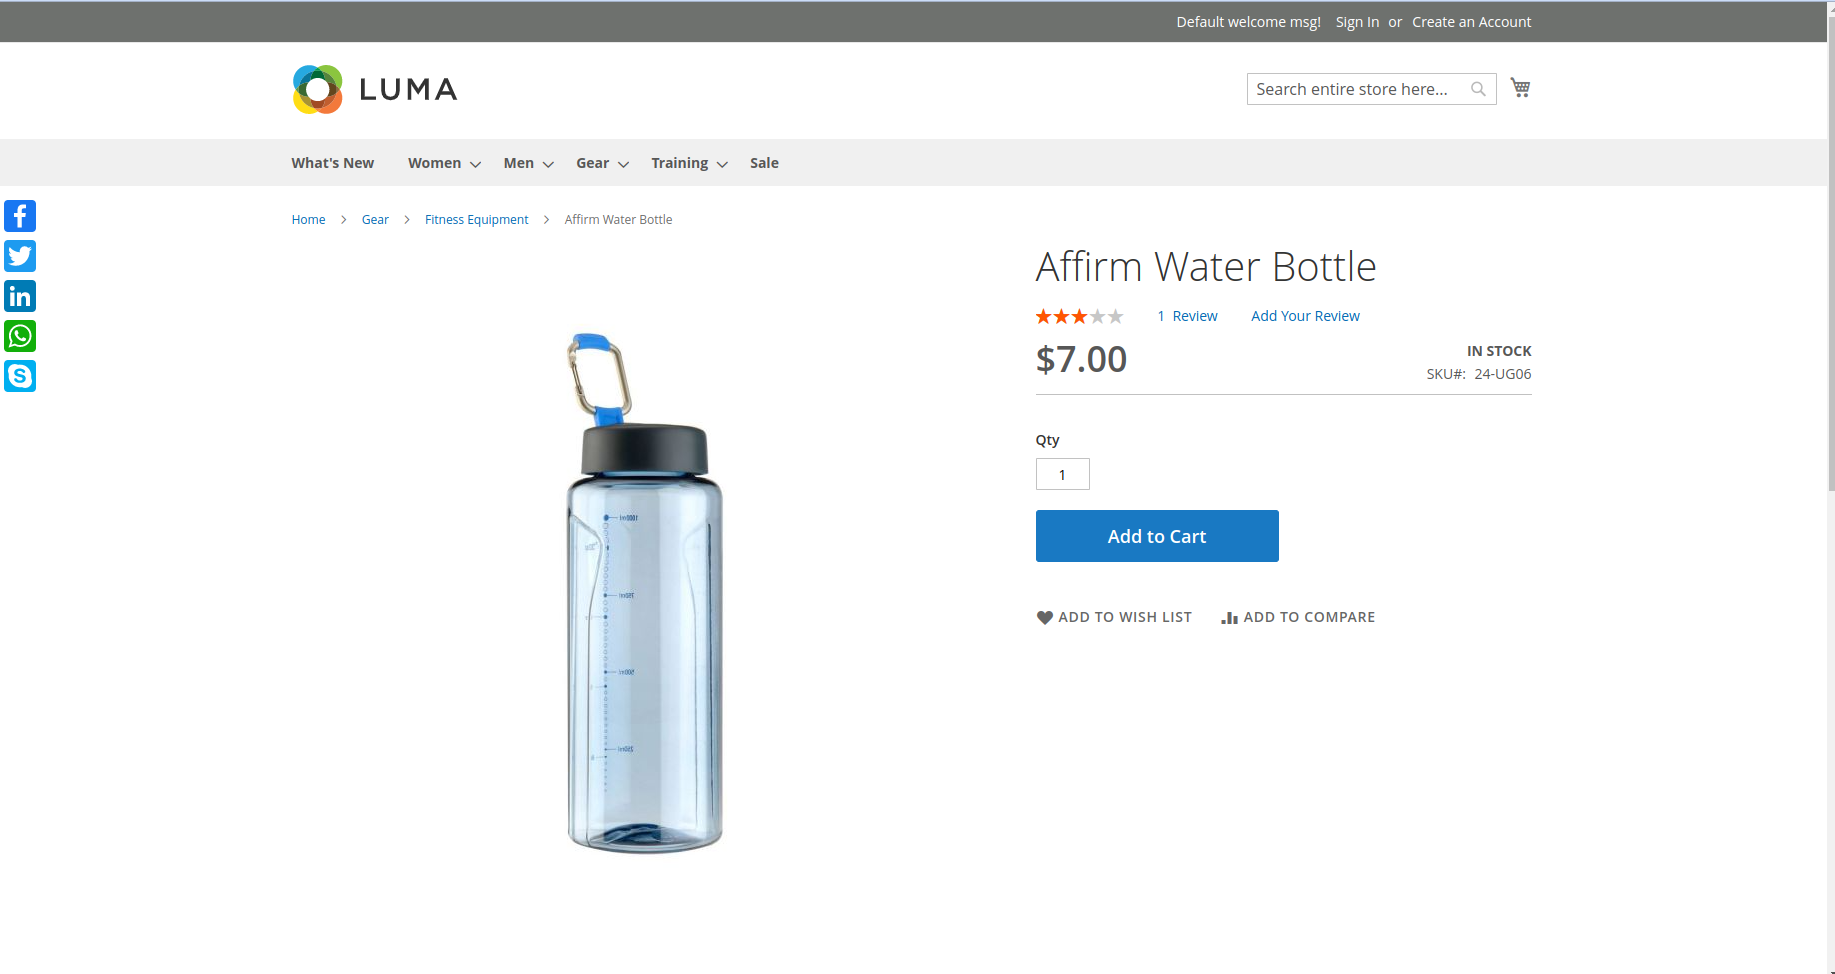 Default welcome msg! Sign In or Create an Account
LUMA
Search entire store here...
What's New Women Men Gear Training Sale
Home > Gear > Fitness Equipment > Affirm Water Bottle
Affirm Water Bottle
1 Review Add Your Review
$7.00
IN STOCK
SKU#: 24-UG06
Qty
1
Add to Cart
ADD TO WISH LIST ADD TO COMPARE